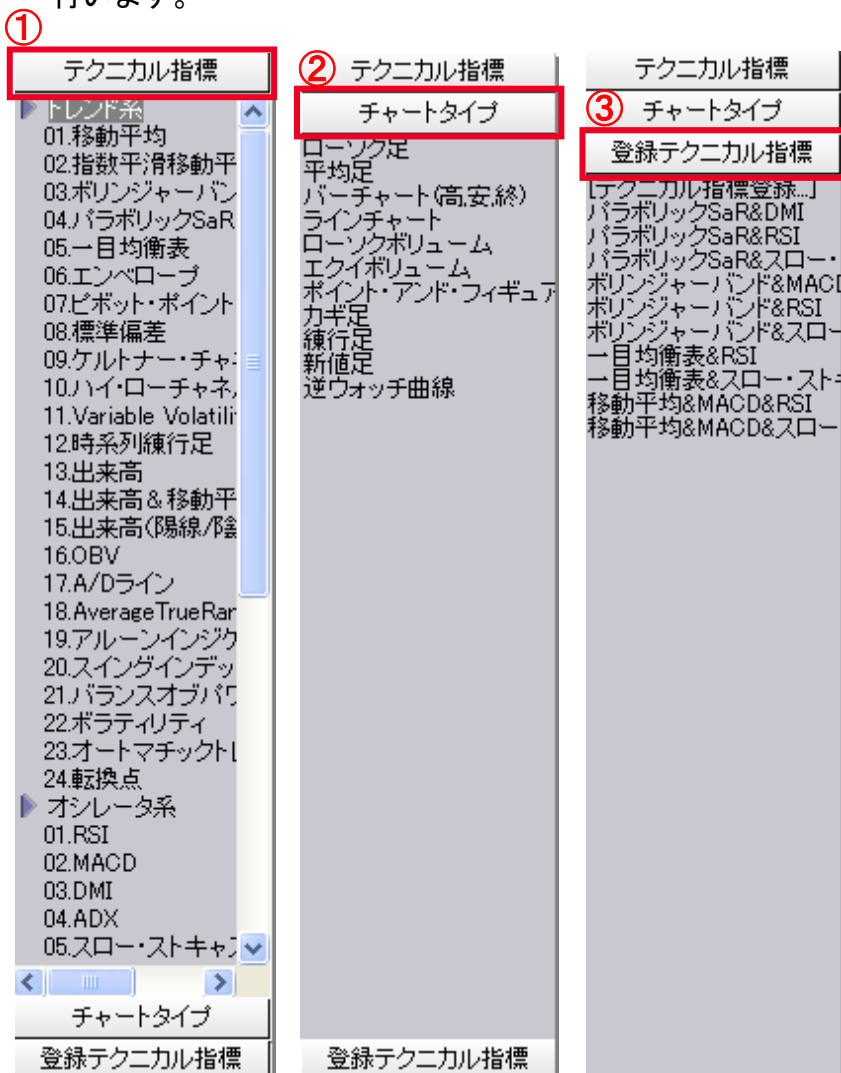 行います。
①
テクニカル指標
トレンド系
01.移動平均
02.指数平滑移動平
03.ボリンジャーバン
04.パラボリックSaR
05.一目均衡表
06.エンベロープ
07.ピボット・ポイント
08.標準偏差
09.ケルトナー・チャ
10.ハイ・ローチャネ
11.Variable Volatili
12.時系列練行足
13.出来高
14.出来高&移動平
15.出来高(陽線/陰
16.OBV
17.A/Dライン
18.AverageTrueRan
19.アルーンインジケ
20.スイングインデッ
21.バランスオブパワ
22.ボラティリティ
23.オートマチックトレ
24.転換点
オシレータ系
01.RSI
02.MACD
03.DMI
04.ADX
05.スロー・ストキャス
チャートタイプ
登録テクニカル指標
② テクニカル指標
チャートタイプ
ローソク足
平均足
バーチャート(高,安,終)
ラインチャート
ローソクボリューム
エクイボリューム
ポイント・アンド・フィギュア
カギ足
練行足
新値足
逆ウォッチ曲線
登録テクニカル指標
テクニカル指標
③ チャートタイプ
登録テクニカル指標
[テクニカル指標登録...]
パラボリックSaR&DMI
パラボリックSaR&RSI
パラボリックSaR&スロー・
ボリンジャーバンド&MACD
ボリンジャーバンド&RSI
ボリンジャーバンド&スロー
一目均衡表&RSI
一目均衡表&スロー・ストキ
移動平均&MACD&RSI
移動平均&MACD&スロー